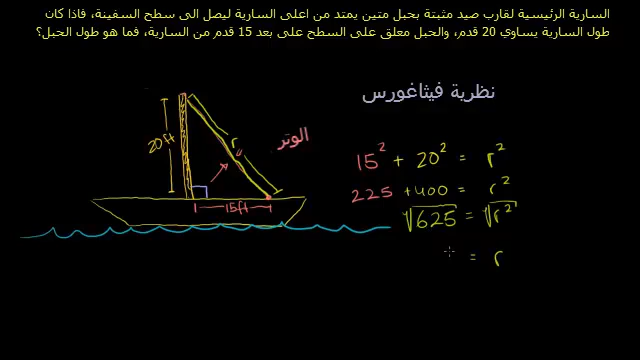 السارية الرئيسية لقارب صيد مثبتة بحبل متين يمتد من اعلى السارية ليصل الى سطح السفينة، فاذا كان
طول السارية يساوي 20 قدم، والحبل معلق على السطح على بعد 15 قدم من السارية، فما هو طول الحبل؟
نظرية فيثاغورس
الوتر
20ft
r
15ft
15² + 20² = r²
225 + 400 = r²
√625 = √r²
= r